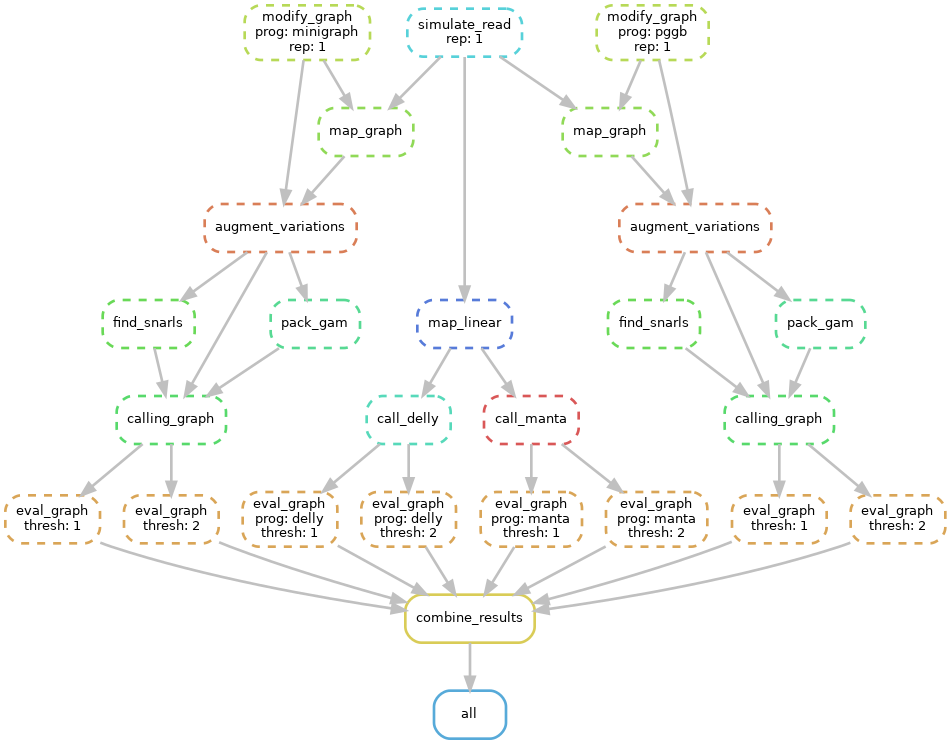 modify_graph
prog: minigraph
rep: 1
simulate_read
rep: 1
modify_graph
prog: pggb
rep: 1
map_graph
map_graph
augment_variations
augment_variations
find_snarls
pack_gam
map_linear
find_snarls
pack_gam
calling_graph
call_delly
call_manta
calling_graph
eval_graph
thresh: 1
eval_graph
thresh: 2
eval_graph
prog: delly
thresh: 1
eval_graph
prog: delly
thresh: 2
eval_graph
prog: manta
thresh: 1
eval_graph
prog: manta
thresh: 2
eval_graph
thresh: 1
eval_graph
thresh: 2
combine_results
all